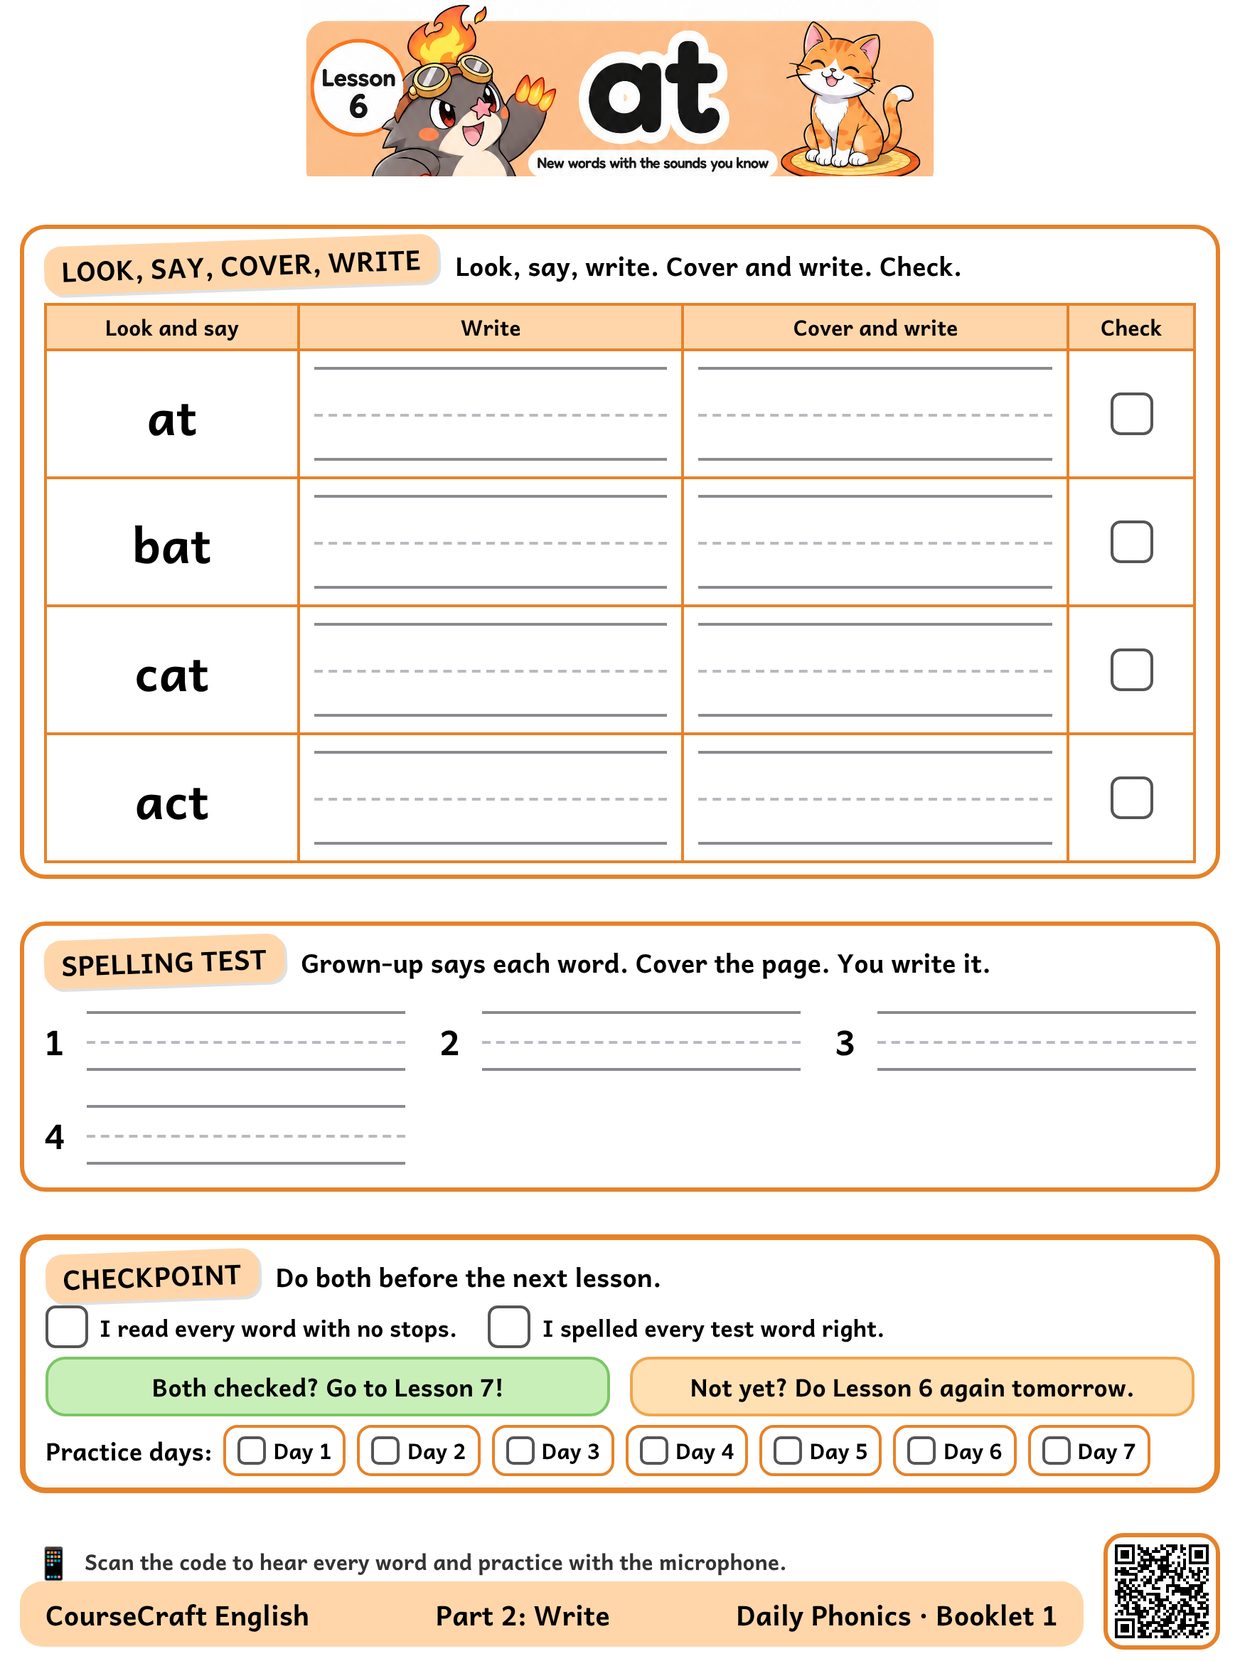 Lesson
6
at
New words with the sounds you know
LOOK, SAY, COVER, WRITE Look, say, write. Cover and write. Check.
Look and say Write Cover and write Check
at
bat
cat
act
SPELLING TEST Grown-up says each word. Cover the page. You write it.
1 2 3
4
CHECKPOINT Do both before the next lesson.
I read every word with no stops. I spelled every test word right.
Both checked? Go to Lesson 7! Not yet? Do Lesson 6 again tomorrow.
Practice days: Day 1 Day 2 Day 3 Day 4 Day 5 Day 6 Day 7
Scan the code to hear every word and practice with the microphone.
CourseCraft English Part 2: Write Daily Phonics · Booklet 1